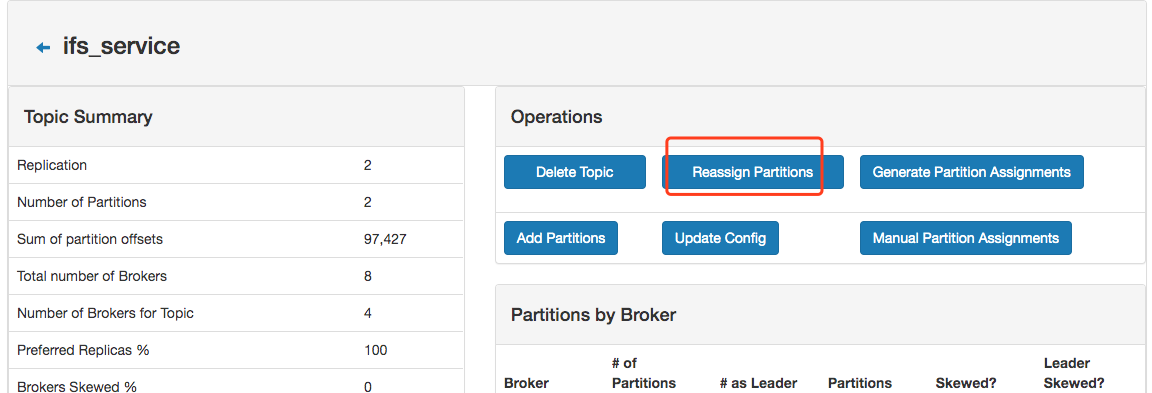 ifs_service
Topic Summary
Replication 2
Number of Partitions 2
Sum of partition offsets 97,427
Total number of Brokers 8
Number of Brokers for Topic 4
Preferred Replicas % 100
Brokers Skewed % 0
Operations
Delete Topic Reassign Partitions Generate Partition Assignments
Add Partitions Update Config Manual Partition Assignments
Partitions by Broker
Broker # of Partitions # as Leader Partitions Skewed? Leader Skewed?